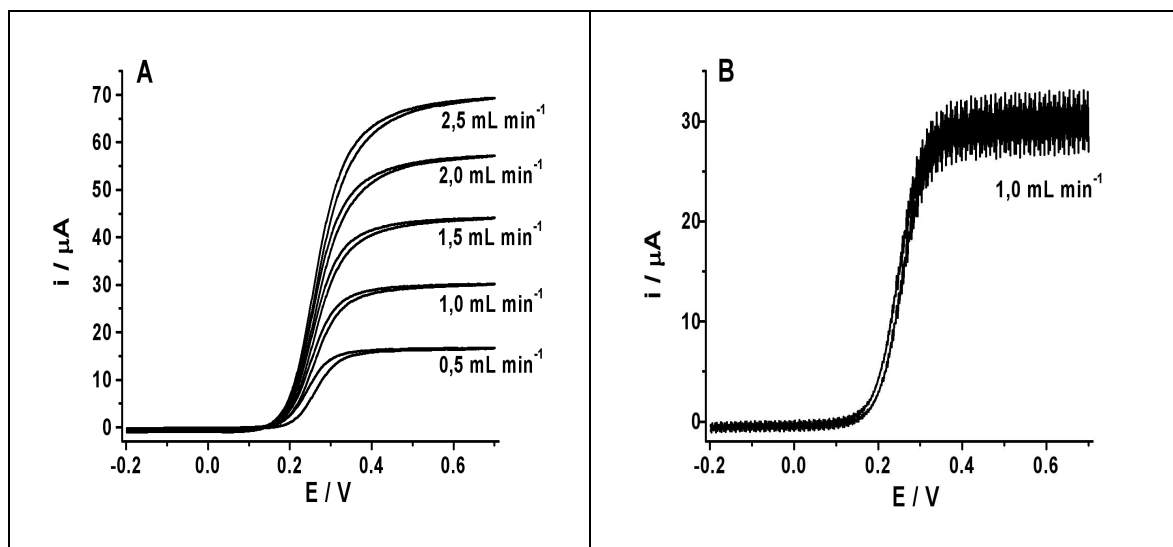 A
70
60
50
40
30
20
10
0
i / µA
2,5 mL min⁻¹
2,0 mL min⁻¹
1,5 mL min⁻¹
1,0 mL min⁻¹
0,5 mL min⁻¹
-0.2 0.0 0.2 0.4 0.6
E / V
B
30
20
10
0
i / µA
1,0 mL min⁻¹
-0.2 0.0 0.2 0.4 0.6
E / V